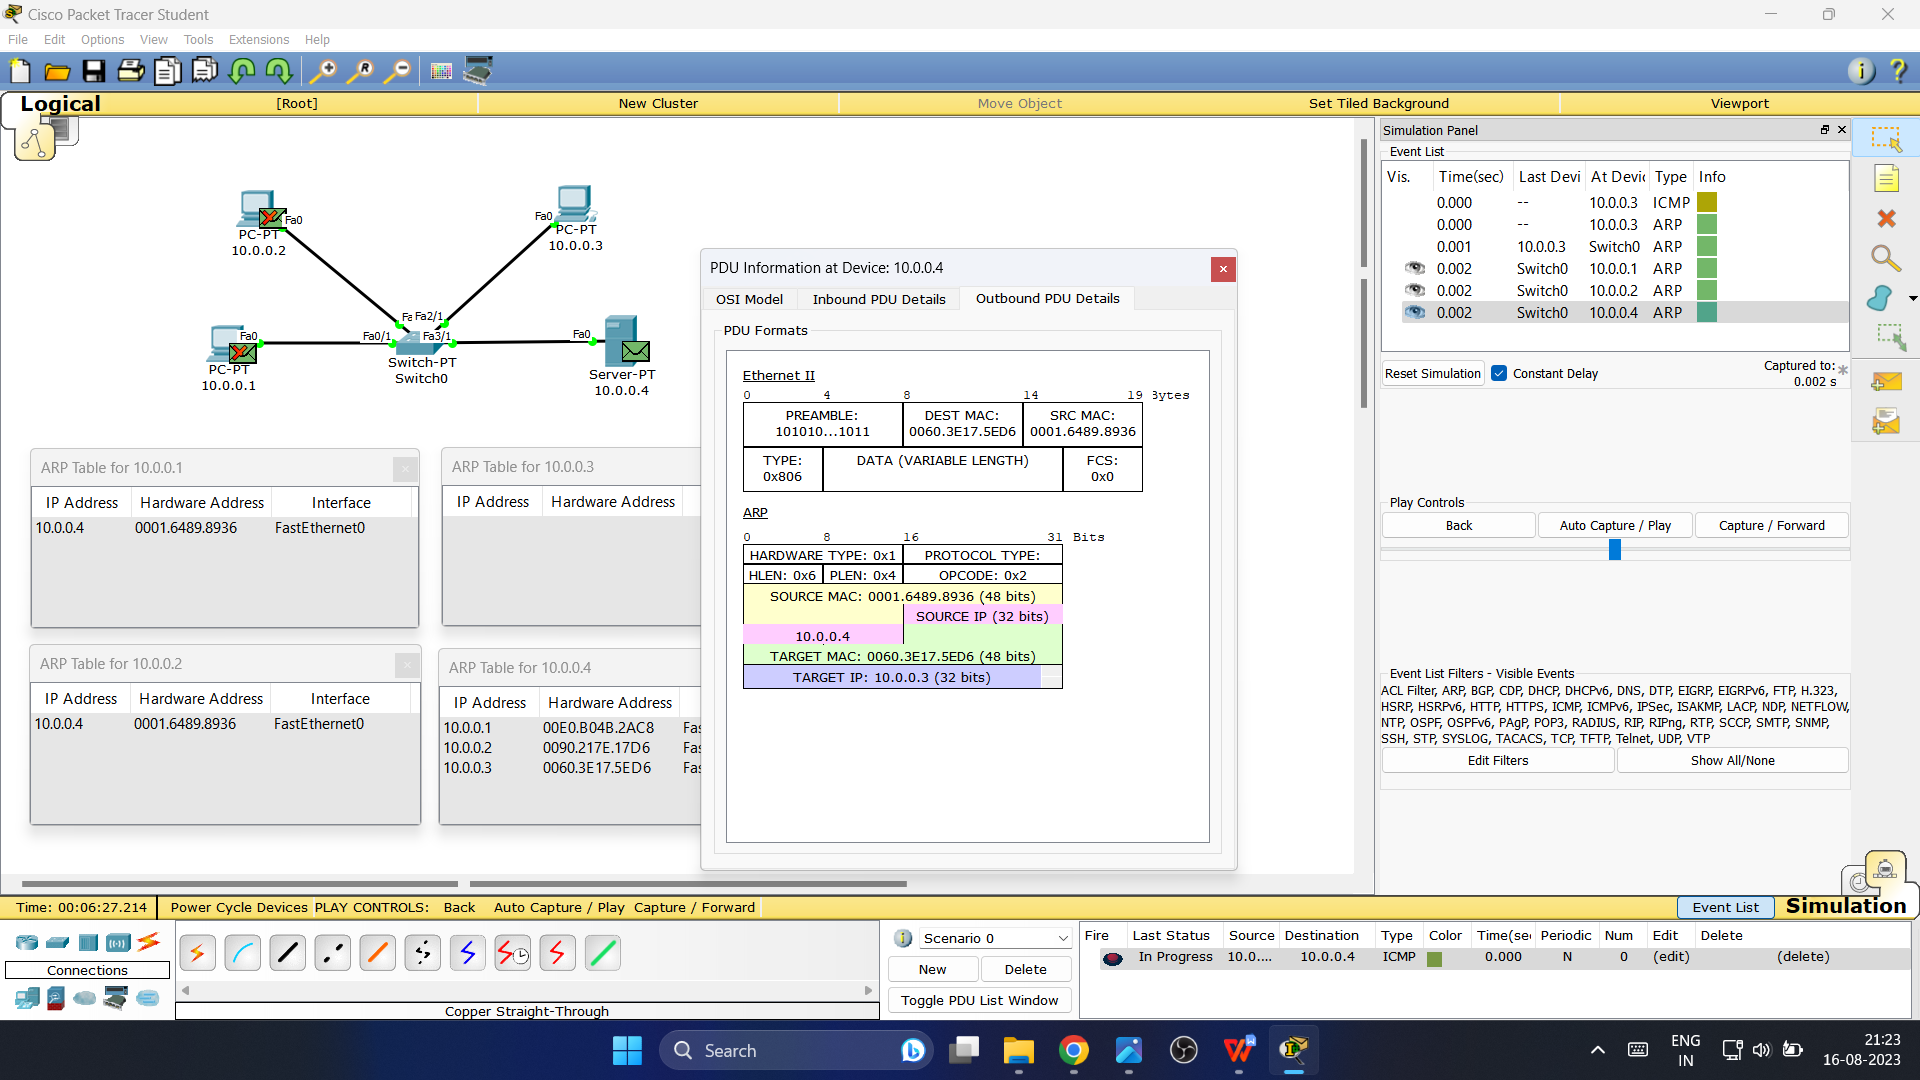 Cisco Packet Tracer Student
File Edit Options View Tools Extensions Help
Logical [Root] New Cluster Move Object Set Tiled Background Viewport
Fa0
PC-PT
10.0.0.2
Fa0
PC-PT
10.0.0.3
Fa0
PC-PT
10.0.0.1
Fa0/1
Fa Fa2/1
Fa3/1
Switch-PT
Switch0
Fa0
Server-PT
10.0.0.4
ARP Table for 10.0.0.1
IP Address Hardware Address Interface
10.0.0.4 0001.6489.8936 FastEthernet0
ARP Table for 10.0.0.3
IP Address Hardware Address
ARP Table for 10.0.0.2
IP Address Hardware Address Interface
10.0.0.4 0001.6489.8936 FastEthernet0
ARP Table for 10.0.0.4
IP Address Hardware Address
10.0.0.1 00E0.B04B.2AC8 Fas
10.0.0.2 0090.217E.17D6 Fas
10.0.0.3 0060.3E17.5ED6 Fas
PDU Information at Device: 10.0.0.4
OSI Model Inbound PDU Details Outbound PDU Details
PDU Formats
Ethernet II
0 4 8 14 19 Bytes
PREAMBLE: 101010...1011
DEST MAC: 0060.3E17.5ED6
SRC MAC: 0001.6489.8936
TYPE: 0x806
DATA (VARIABLE LENGTH)
FCS: 0x0
ARP
0 8 16 31 Bits
HARDWARE TYPE: 0x1 PROTOCOL TYPE:
HLEN: 0x6 PLEN: 0x4 OPCODE: 0x2
SOURCE MAC: 0001.6489.8936 (48 bits)
SOURCE IP (32 bits)
10.0.0.4
TARGET MAC: 0060.3E17.5ED6 (48 bits)
TARGET IP: 10.0.0.3 (32 bits)
Simulation Panel
Event List
Vis. Time(sec) Last Devi At Devic Type Info
0.000 -- 10.0.0.3 ICMP
0.000 -- 10.0.0.3 ARP
0.001 10.0.0.3 Switch0 ARP
0.002 Switch0 10.0.0.1 ARP
0.002 Switch0 10.0.0.2 ARP
0.002 Switch0 10.0.0.4 ARP
Reset Simulation Constant Delay Captured to: *
0.002 s
Play Controls
Back Auto Capture / Play Capture / Forward
Event List Filters - Visible Events
ACL Filter, ARP, BGP, CDP, DHCP, DHCPv6, DNS, DTP, EIGRP, EIGRPv6, FTP, H.323,
HSRP, HSRPv6, HTTP, HTTPS, ICMP, ICMPv6, IPSec, ISAKMP, LACP, NDP, NETFLOW,
NTP, OSPF, OSPFv6, PAgP, POP3, RADIUS, RIP, RIPng, RTP, SCCP, SMTP, SNMP,
SSH, STP, SYSLOG, TACACS, TCP, TFTP, Telnet, UDP, VTP
Edit Filters Show All/None
Time: 00:06:27.214 Power Cycle Devices PLAY CONTROLS: Back Auto Capture / Play Capture / Forward Event List Simulation
Connections
Copper Straight-Through
Scenario 0
New Delete
Toggle PDU List Window
Fire Last Status Source Destination Type Color Time(se Periodic Num Edit Delete
In Progress 10.0.... 10.0.0.4 ICMP 0.000 N 0 (edit) (delete)
Search
ENG
IN
21:23
16-08-2023